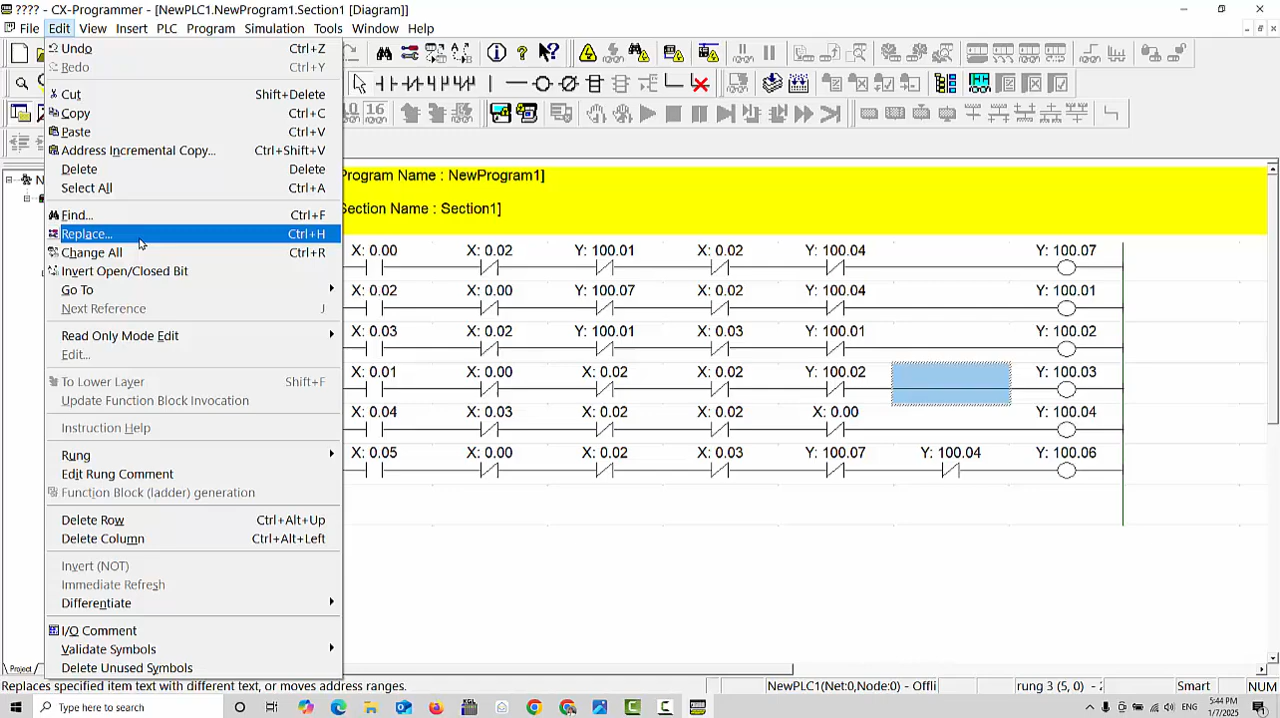 ???? - CX-Programmer - [NewPLC1.NewProgram1.Section1 [Diagram]]
File Edit View Insert PLC Program Simulation Tools Window Help
Undo Ctrl+Z
Redo Ctrl+Y
Cut Shift+Delete
Copy Ctrl+C
Paste Ctrl+V
Address Incremental Copy... Ctrl+Shift+V
Delete Delete
Select All Ctrl+A
Find... Ctrl+F
Replace... Ctrl+H
Change All Ctrl+R
Invert Open/Closed Bit
Go To
Next Reference J
Read Only Mode Edit
Edit...
To Lower Layer Shift+F
Update Function Block Invocation
Instruction Help
Rung
Edit Rung Comment
Function Block (ladder) generation
Delete Row Ctrl+Alt+Up
Delete Column Ctrl+Alt+Left
Invert (NOT)
Immediate Refresh
Differentiate
I/O Comment
Validate Symbols
Delete Unused Symbols
10 16
Program Name : NewProgram1]
Section Name : Section1]
X: 0.00 X: 0.02 Y: 100.01 X: 0.02 Y: 100.04 Y: 100.07
X: 0.02 X: 0.00 Y: 100.07 X: 0.02 Y: 100.04 Y: 100.01
X: 0.03 X: 0.02 Y: 100.01 X: 0.03 Y: 100.01 Y: 100.02
X: 0.01 X: 0.00 X: 0.02 X: 0.02 Y: 100.02 Y: 100.03
X: 0.04 X: 0.03 X: 0.02 X: 0.02 X: 0.00 Y: 100.04
X: 0.05 X: 0.00 X: 0.02 X: 0.03 Y: 100.07 Y: 100.04 Y: 100.06
Project
Replaces specified item text with different text, or moves address ranges.
NewPLC1(Net:0,Node:0) - Offli
rung 3 (5, 0) -
Smart
NUM
Type here to search
ENG
5:44 PM
1/7/2025